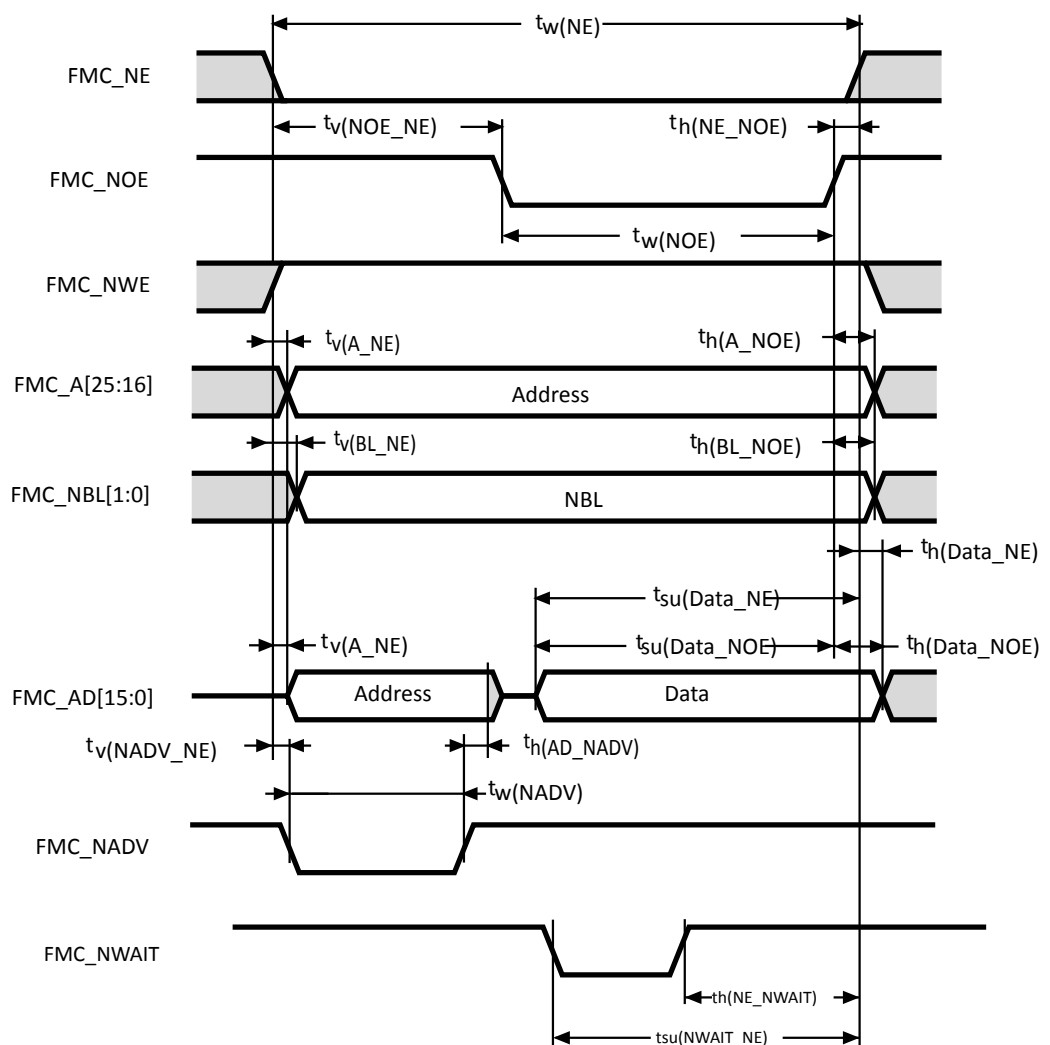 tw(NE)
FMC_NE
tv(NOE_NE)
th(NE_NOE)
FMC_NOE
tw(NOE)
FMC_NWE
tv(A_NE)
th(A_NOE)
FMC_A[25:16]
Address
tv(BL_NE)
th(BL_NOE)
FMC_NBL[1:0]
NBL
th(Data_NE)
tsu(Data_NE)
tv(A_NE)
tsu(Data_NOE)
th(Data_NOE)
FMC_AD[15:0]
Address
Data
tv(NADV_NE)
th(AD_NADV)
tw(NADV)
FMC_NADV
FMC_NWAIT
th(NE_NWAIT)
tsu(NWAIT_NE)